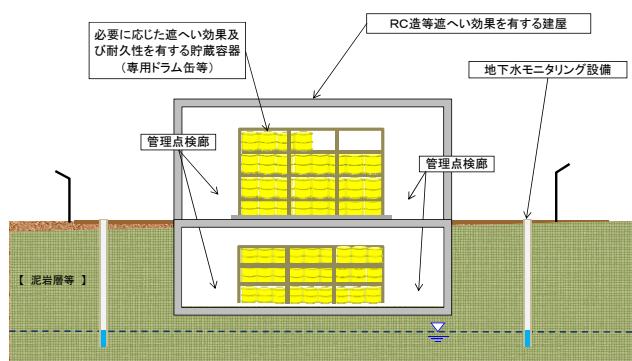 必要に応じた遮へい効果及
び耐久性を有する貯蔵容器
（専用ドラム缶等）
RC造等遮へい効果を有する建屋
地下水モニタリング設備
管理点検廊
管理点検廊
【 泥岩層等 】